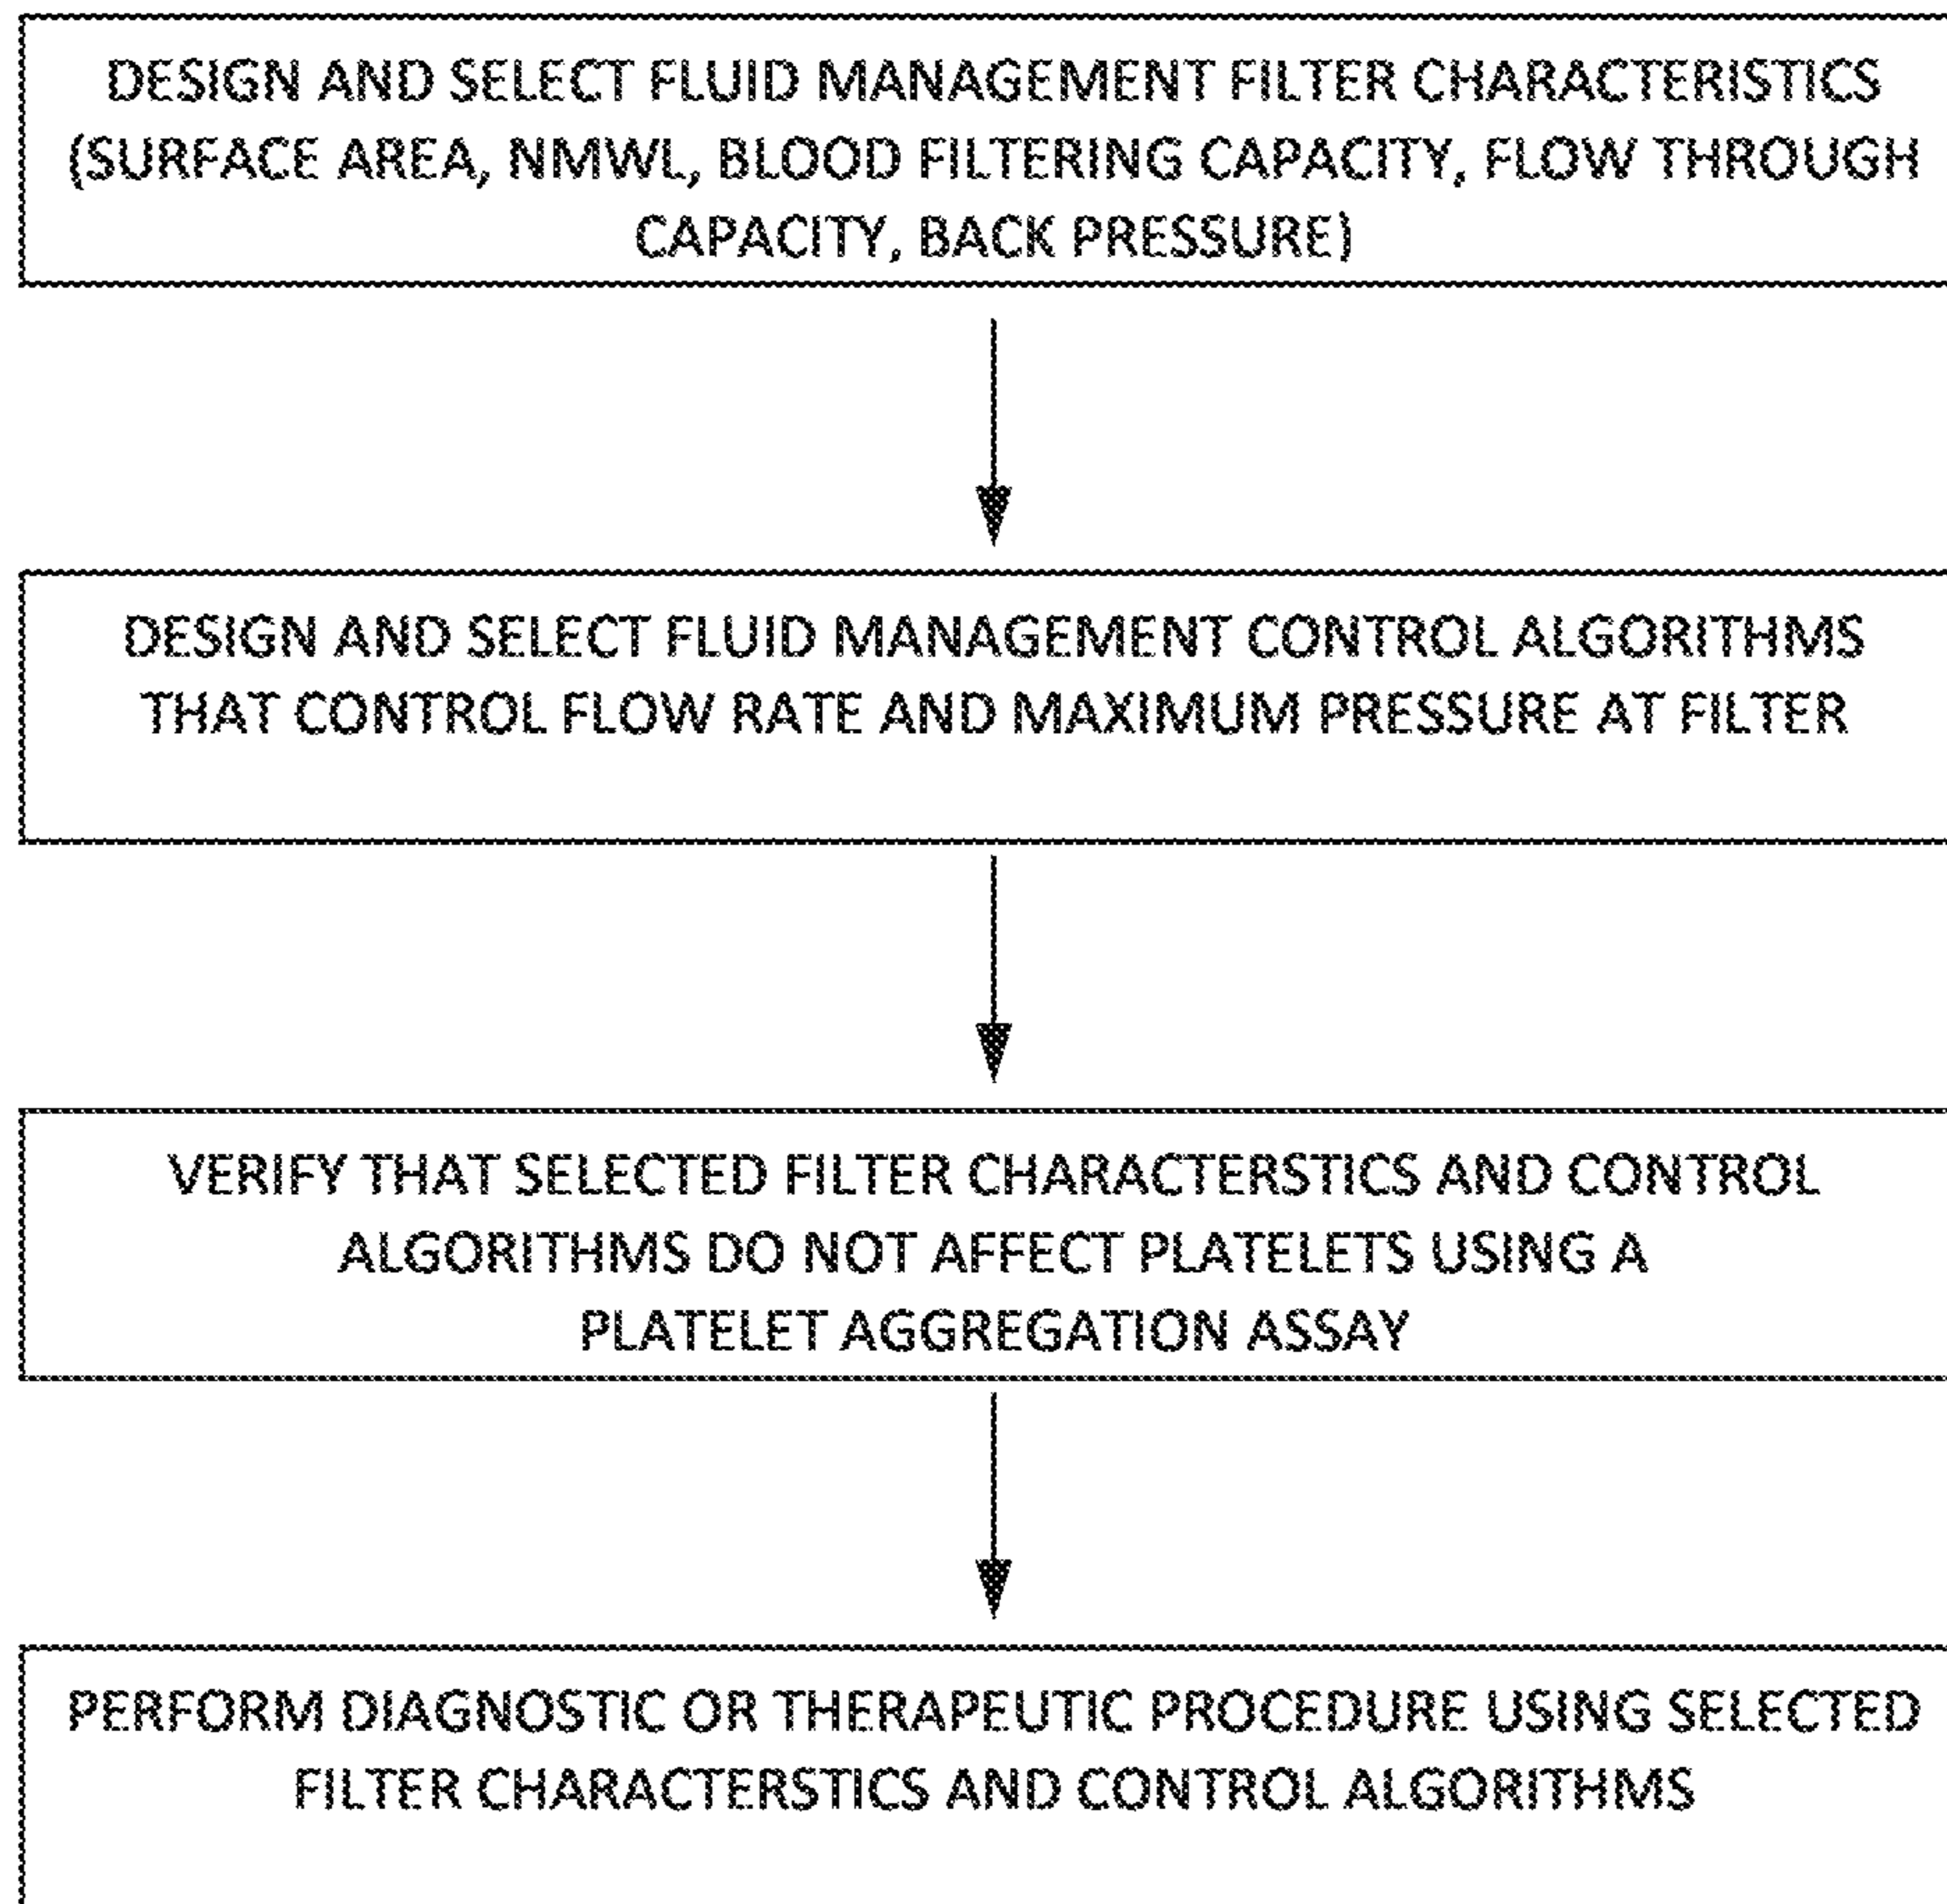 DESIGN AND SELECT FLUID MANAGEMENT FILTER CHARACTERISTICS
(SURFACE AREA, NMWL, BLOOD FILTERING CAPACITY, FLOW THROUGH
CAPACITY, BACK PRESSURE)
DESIGN AND SELECT FLUID MANAGEMENT CONTROL ALGORITHMS
THAT CONTROL FLOW RATE AND MAXIMUM PRESSURE AT FILTER
VERIFY THAT SELECTED FILTER CHARACTERSTICS AND CONTROL
ALGORITHMS DO NOT AFFECT PLATELETS USING A
PLATELET AGGREGATION ASSAY
PERFORM DIAGNOSTIC OR THERAPEUTIC PROCEDURE USING SELECTED
FILTER CHARACTERSTICS AND CONTROL ALGORITHMS